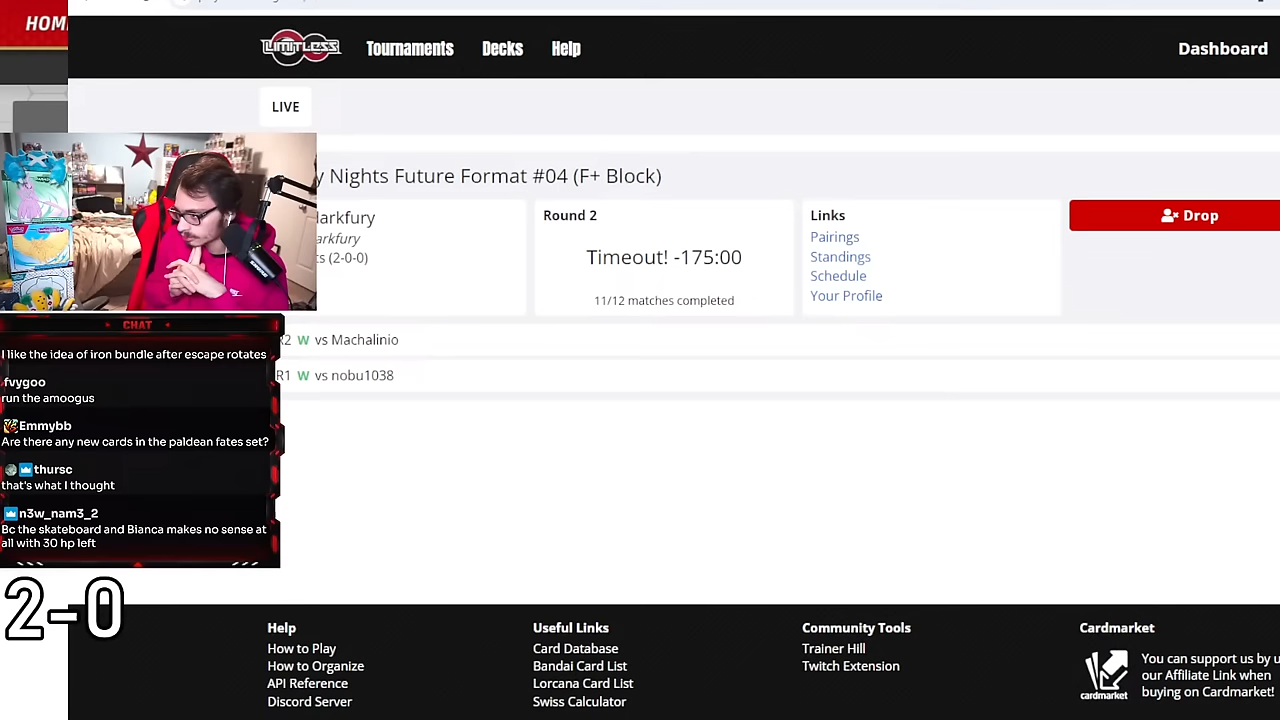 HOM
LIMITLESS
Tournaments
Decks
Help
Dashboard
LIVE
y Nights Future Format #04 (F+ Block)
arkfury
arkfury
ts (2-0-0)
Round 2
Timeout! -175:00
11/12 matches completed
Links
Pairings
Standings
Schedule
Your Profile
Drop
R2 W vs Machalinio
R1 W vs nobu1038
CHAT
I like the idea of iron bundle after escape rotates
fvygoo
run the amoogus
Emmybb
Are there any new cards in the paldean fates set?
thursc
that's what I thought
n3w_nam3_2
Bc the skateboard and Bianca makes no sense at
all with 30 hp left
2-0
Help
How to Play
How to Organize
API Reference
Discord Server
Useful Links
Card Database
Bandai Card List
Lorcana Card List
Swiss Calculator
Community Tools
Trainer Hill
Twitch Extension
Cardmarket
cardmarket
You can support us by u
our Affiliate Link when
buying on Cardmarket!